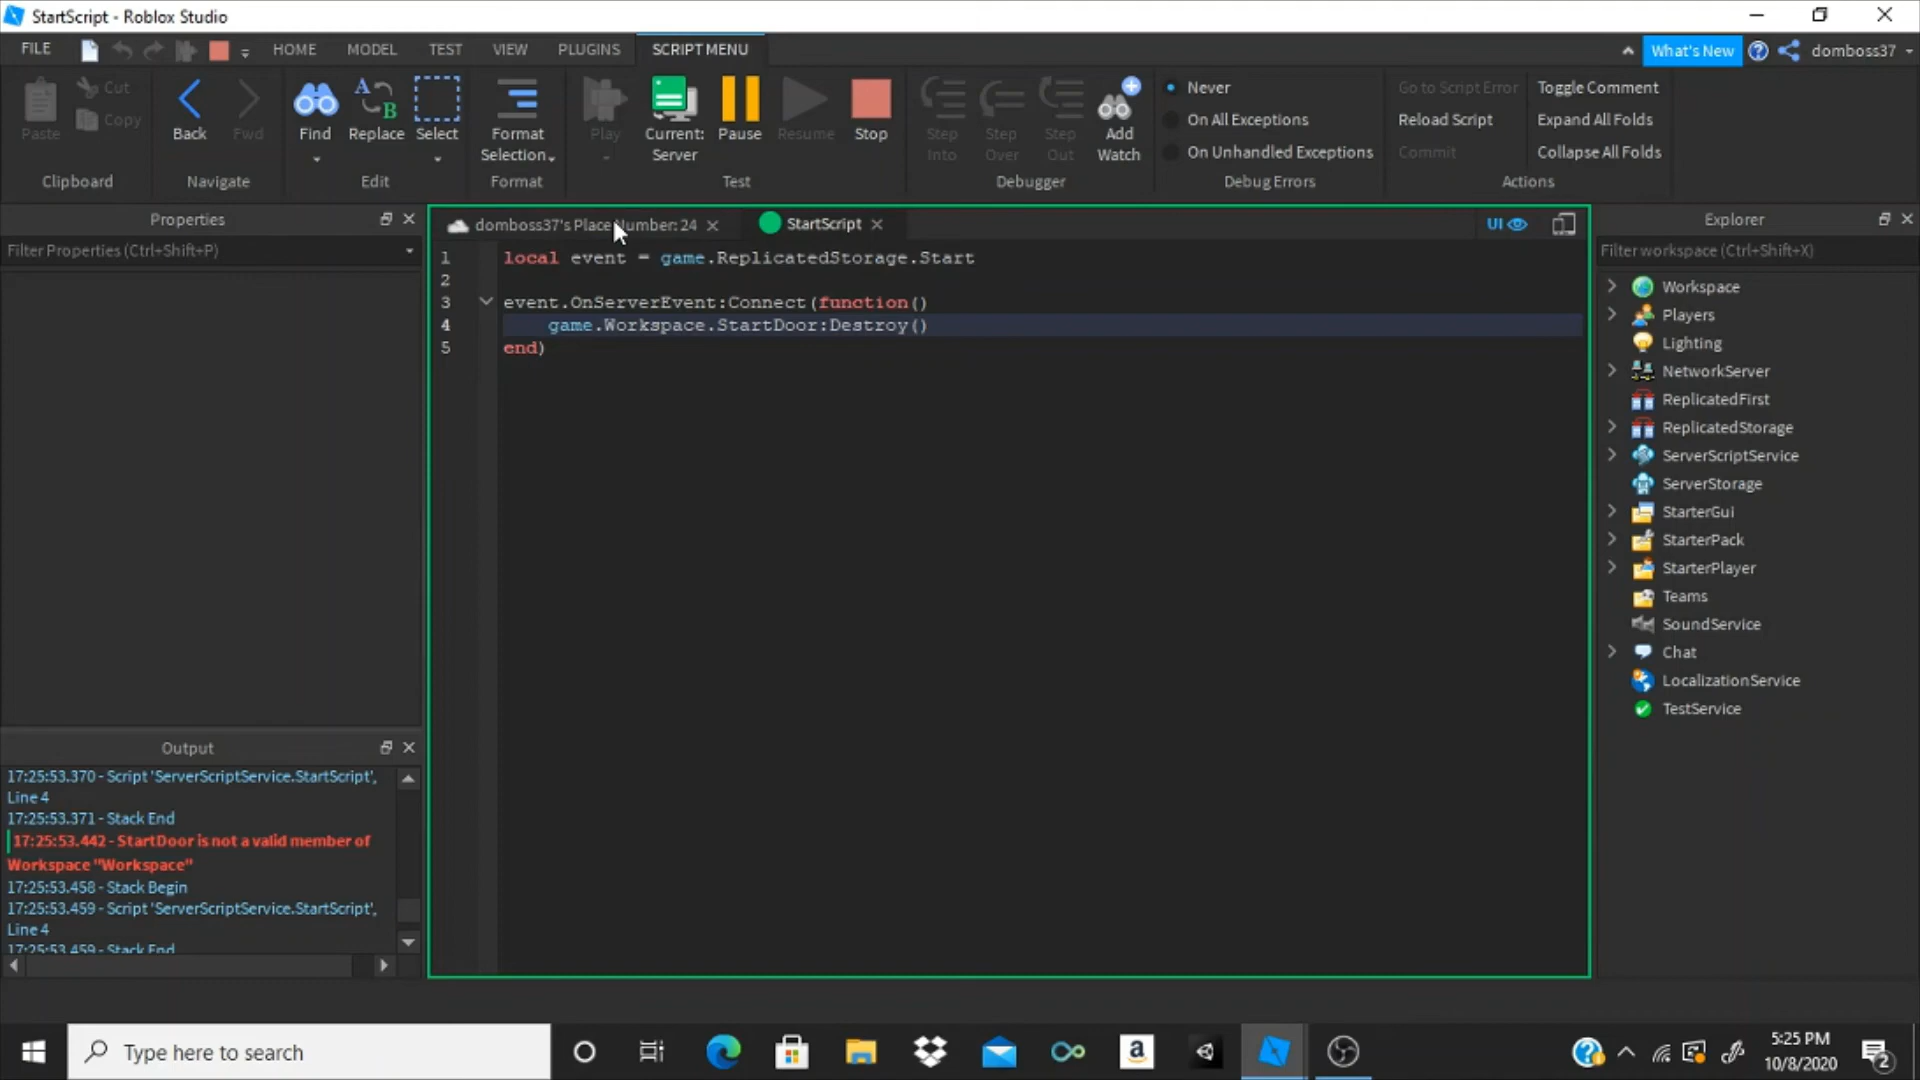 StartScript - Roblox Studio
FILE HOME MODEL TEST VIEW PLUGINS SCRIPT MENU What's New domboss37
Paste Cut Copy Back Fwd Find Replace Select Format Selection Play Current: Server Pause Resume Stop Step Into Step Over Step Out Add Watch
Never
On All Exceptions
On Unhandled Exceptions
Go to Script Error
Reload Script
Commit
Toggle Comment
Expand All Folds
Collapse All Folds
Clipboard Navigate Edit Format Test Debugger Debug Errors Actions
Properties
Filter Properties (Ctrl+Shift+P)
domboss37's Place Number: 24 StartScript UI
1 local event = game.ReplicatedStorage.Start
2
3 event.OnServerEvent:Connect(function()
4 game.Workspace.StartDoor:Destroy()
5 end)
Explorer
Filter workspace (Ctrl+Shift+X)
Workspace
Players
Lighting
NetworkServer
ReplicatedFirst
ReplicatedStorage
ServerScriptService
ServerStorage
StarterGui
StarterPack
StarterPlayer
Teams
SoundService
Chat
LocalizationService
TestService
Output
17:25:53.370 - Script 'ServerScriptService.StartScript',
Line 4
17:25:53.371 - Stack End
17:25:53.442 - StartDoor is not a valid member of
Workspace "Workspace"
17:25:53.458 - Stack Begin
17:25:53.459 - Script 'ServerScriptService.StartScript',
Line 4
17:25:53.459 - Stack End
Type here to search
5:25 PM
10/8/2020
2